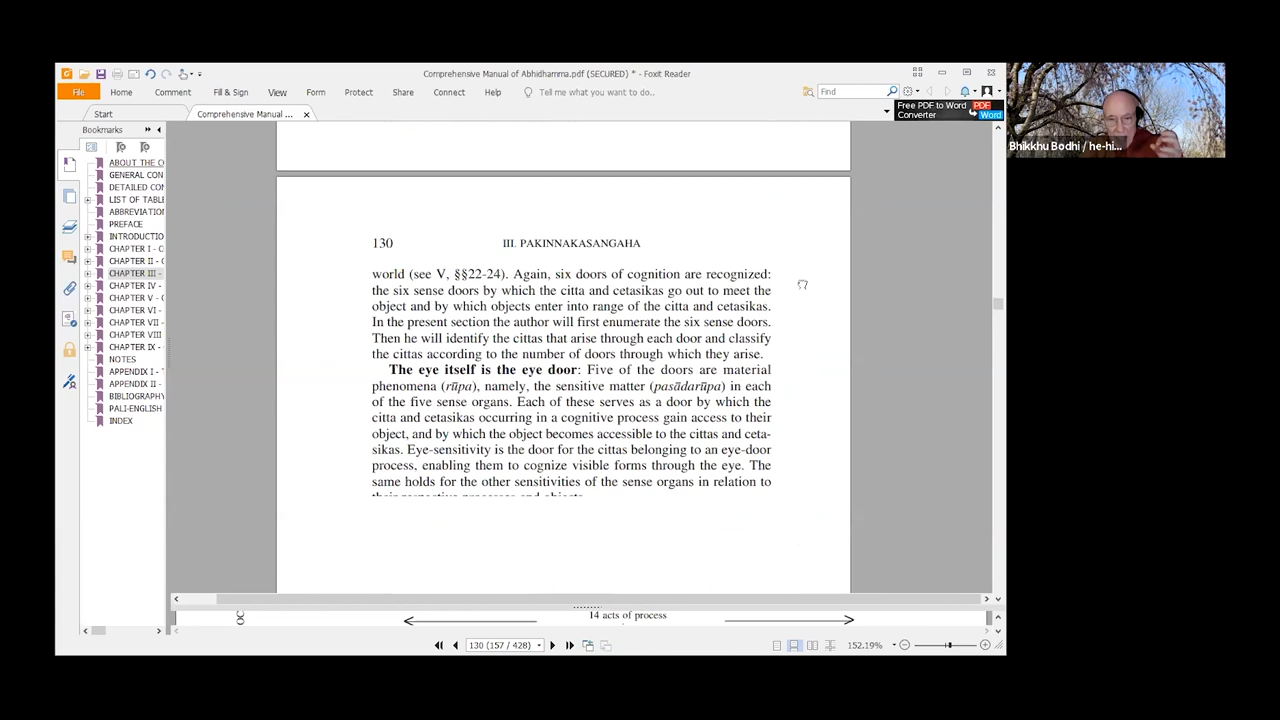 Comprehensive Manual of Abhidhamma.pdf (SECURED) * - Foxit Reader
File Home Comment Fill & Sign View Form Protect Share Connect Help Tell me what you want to do.. Find
Start Comprehensive Manual ... ×
Free PDF to Word
Converter
PDF
Word
Bookmarks
ABOUT THE C
GENERAL CON
DETAILED CON
LIST OF TABLE
ABBREVIATION
PREFACE
INTRODUCTIO
CHAPTER I - C
CHAPTER II - C
CHAPTER III -
CHAPTER IV -
CHAPTER V - C
CHAPTER VI -
CHAPTER VII -
CHAPTER VIII
CHAPTER IX -
NOTES
APPENDIX I - T
APPENDIX II -
BIBLIOGRAPHY
PALI-ENGLISH
INDEX
130 III. PAKINNAKASANGAHA
world (see V, §§22-24). Again, six doors of cognition are recognized:
the six sense doors by which the citta and cetasikas go out to meet the
object and by which objects enter into range of the citta and cetasikas.
In the present section the author will first enumerate the six sense doors.
Then he will identify the cittas that arise through each door and classify
the cittas according to the number of doors through which they arise.
The eye itself is the eye door: Five of the doors are material
phenomena (rūpa), namely, the sensitive matter (pasādarūpa) in each
of the five sense organs. Each of these serves as a door by which the
citta and cetasikas occurring in a cognitive process gain access to their
object, and by which the object becomes accessible to the cittas and ceta-
sikas. Eye-sensitivity is the door for the cittas belonging to an eye-door
process, enabling them to cognize visible forms through the eye. The
same holds for the other sensitivities of the sense organs in relation to
their respective processes and objects.
14 acts of process
130 (157 / 428)
152.19%
Bhikkhu Bodhi / he-hi...